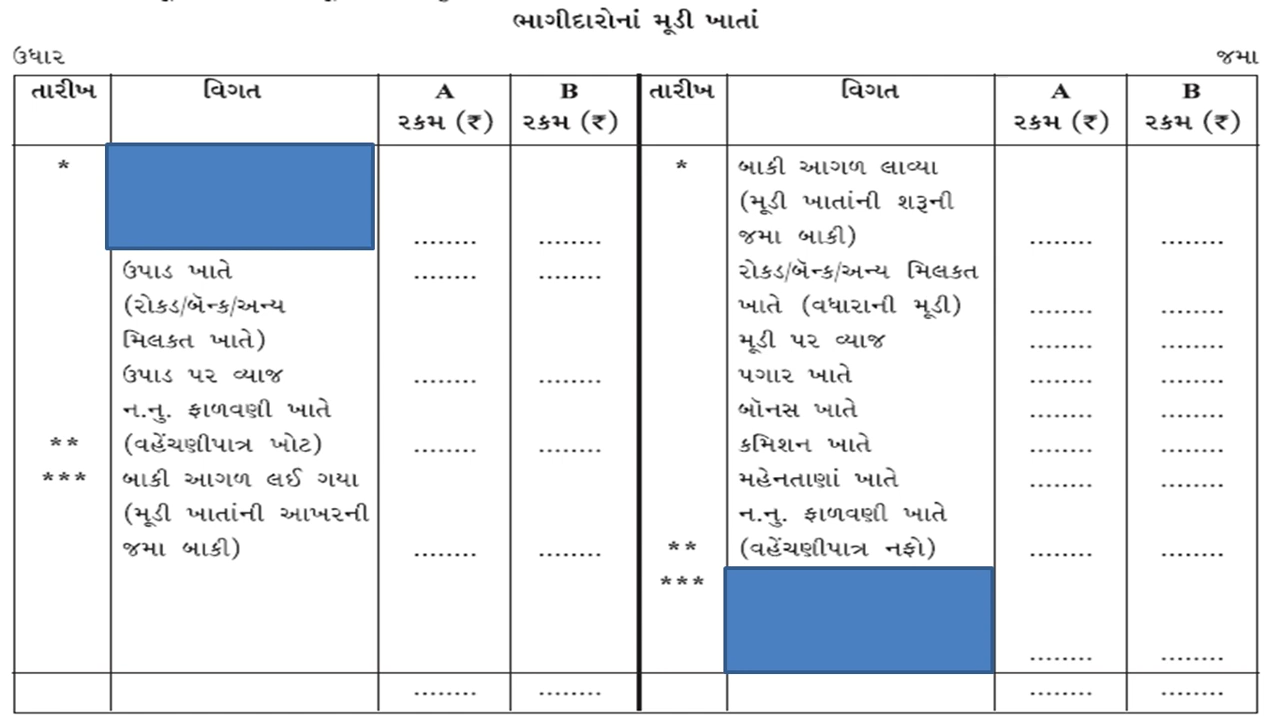 ભાગીદારોનાં મૂડી ખાતાં
ઉધાર જમા
તારીખ વિગત A B તારીખ વિગત A B
રકમ (₹) રકમ (₹) રકમ (₹) રકમ (₹)
* * બાકી આગળ લાવ્યા
(મૂડી ખાતાંની શરૂની
........ ........ જમા બાકી) ........ ........
ઉપાડ ખાતે ........ ........ રોકડ/બૅન્ક/અન્ય મિલકત
(રોકડ/બૅન્ક/અન્ય ખાતે (વધારાની મૂડી) ........ ........
મિલકત ખાતે) મૂડી પર વ્યાજ ........ ........
ઉપાડ પર વ્યાજ ........ ........ પગાર ખાતે ........ ........
ન.નુ. ફાળવણી ખાતે બૉનસ ખાતે ........ ........
** (વહેંચણીપાત્ર ખોટ) ........ ........ કમિશન ખાતે ........ ........
*** બાકી આગળ લઈ ગયા મહેનતાણાં ખાતે ........ ........
(મૂડી ખાતાંની આખરની ન.નુ. ફાળવણી ખાતે
જમા બાકી) ........ ........ ** (વહેંચણીપાત્ર નફો) ........ ........
***
........ ........
........ ........ ........ ........